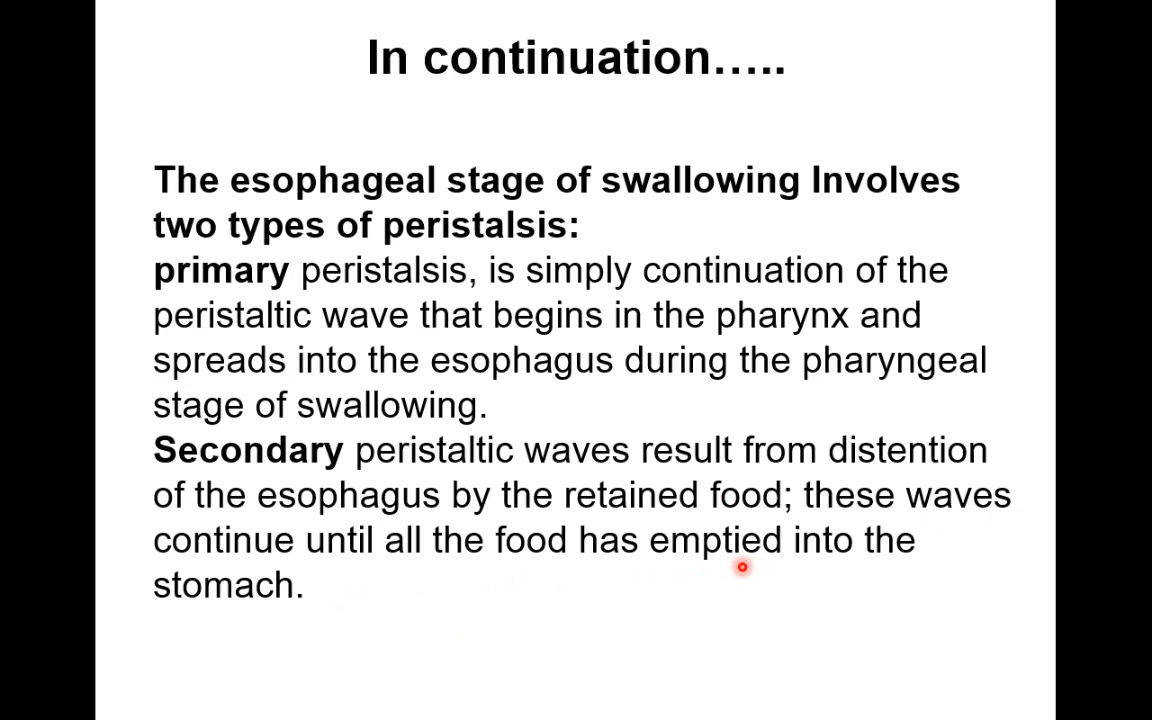 In continuation…..
The esophageal stage of swallowing Involves
two types of peristalsis:
primary peristalsis, is simply continuation of the
peristaltic wave that begins in the pharynx and
spreads into the esophagus during the pharyngeal
stage of swallowing.
Secondary peristaltic waves result from distention
of the esophagus by the retained food; these waves
continue until all the food has emptied into the
stomach.